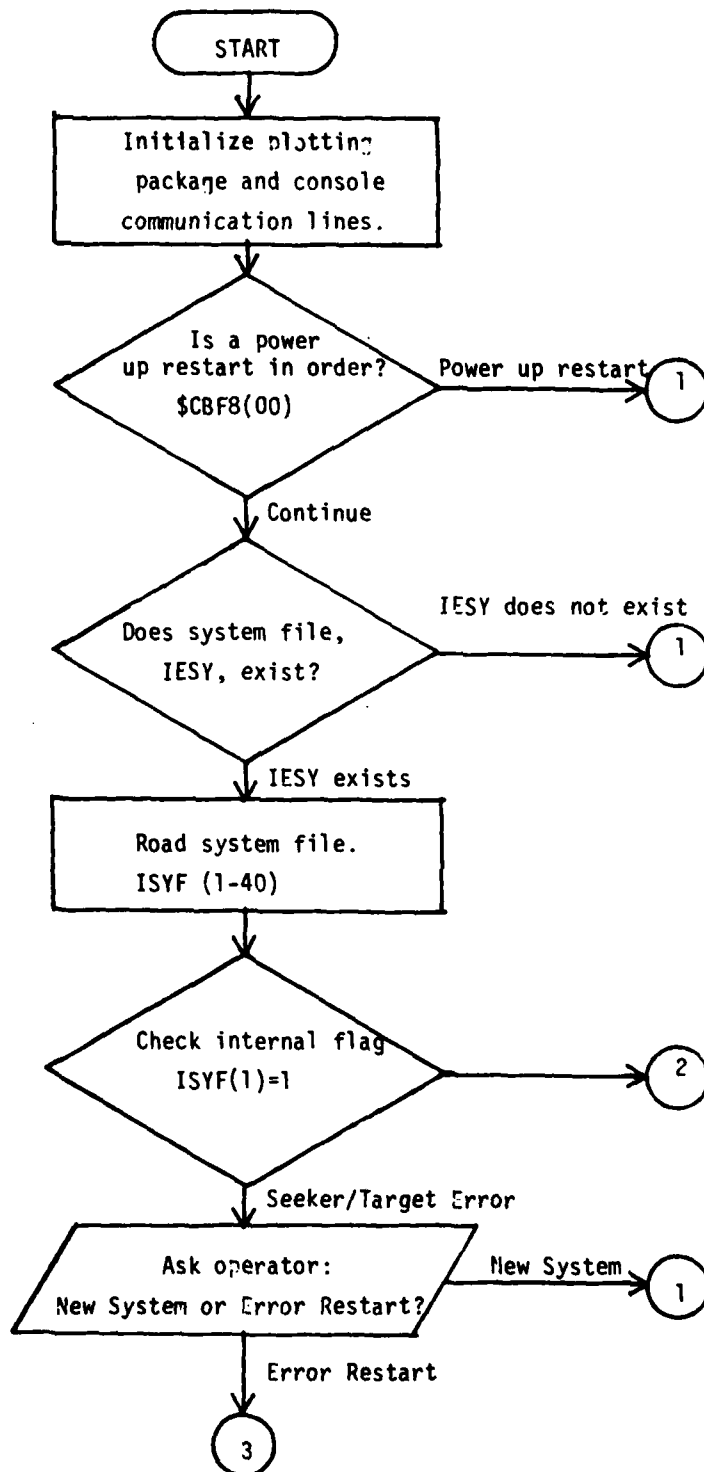 START
Initialize plotting
package and console
communication lines.
Is a power
up restart in order?
$CBF8(00)
Power up restart
1
Continue
Does system file,
IESY, exist?
IESY does not exist
1
IESY exists
Road system file.
ISYF (1-40)
Check internal flag
ISYF(1)=1
2
Seeker/Target Error
Ask operator:
New System or Error Restart?
New System
1
Error Restart
3